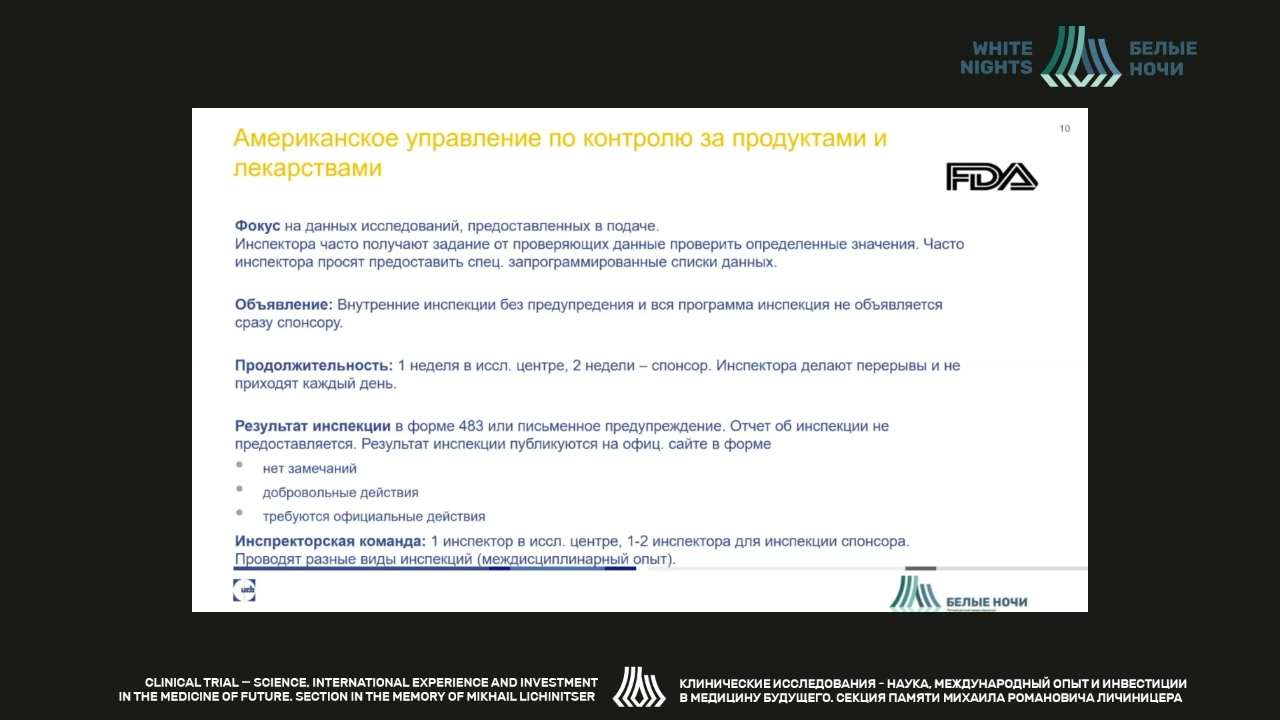 WHITE
NIGHTS
БЕЛЫЕ
НОЧИ
10
Американское управление по контролю за продуктами и
лекарствами
FDA
Фокус на данных исследований, предоставленных в подаче.
Инспектора часто получают задание от проверяющих данные проверить определенные значения. Часто
инспектора просят предоставить спец. запрограммированные списки данных.
Объявление: Внутренние инспекции без предупредения и вся программа инспекция не объявляется
сразу спонсору.
Продолжительность: 1 неделя в иссл. центре, 2 недели – спонсор. Инспектора делают перерывы и не
приходят каждый день.
Результат инспекции в форме 483 или письменное предупреждение. Отчет об инспекции не
предоставляется. Результат инспекции публикуются на офиц. сайте в форме
• нет замечаний
• добровольные действия
• требуются официальные действия
Инспректорская команда: 1 инспектор в иссл. центре, 1-2 инспектора для инспекции спонсора.
Проводят разные виды инспекций (междисциплинарный опыт).
ucb
БЕЛЫЕ НОЧИ
CLINICAL TRIAL – SCIENCE, INTERNATIONAL EXPERIENCE AND INVESTMENT
IN THE MEDICINE OF FUTURE. SECTION IN THE MEMORY OF MIKHAIL LICHINITSER
КЛИНИЧЕСКИЕ ИССЛЕДОВАНИЯ - НАУКА, МЕЖДУНАРОДНЫЙ ОПЫТ И ИНВЕСТИЦИИ
В МЕДИЦИНУ БУДУЩЕГО. СЕКЦИЯ ПАМЯТИ МИХАИЛА РОМАНОВИЧА ЛИЧИНИЦЕРА